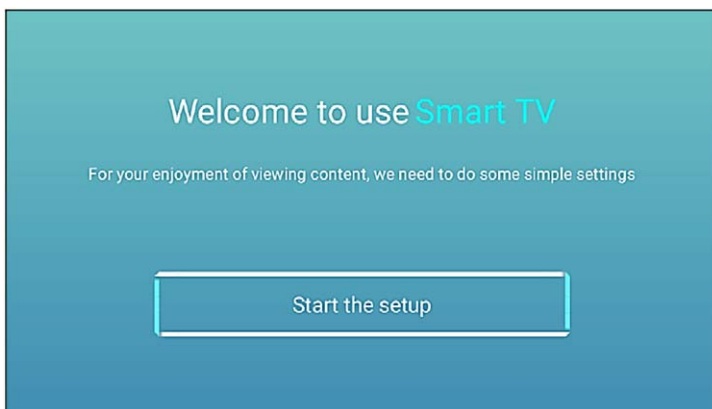 Welcome to use Smart TV
For your enjoyment of viewing content, we need to do some simple settings
Start the setup